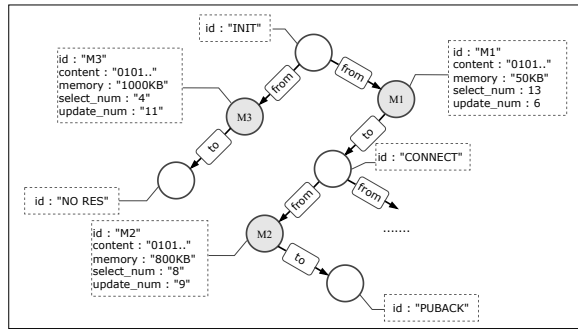 id : "INIT"
id : "M3"
content : "0101.."
memory : "1000KB"
select_num : "4"
update_num : "11"
id : "M1"
content : "0101.."
memory : "50KB"
select_num : 13
update_num : 6
from
from
M3
M1
to
to
id : "CONNECT"
id : "NO RES"
from
from
.......
id : "M2"
content : "0101.."
memory : "800KB"
select_num : "8"
update_num : "9"
M2
to
id : "PUBACK"